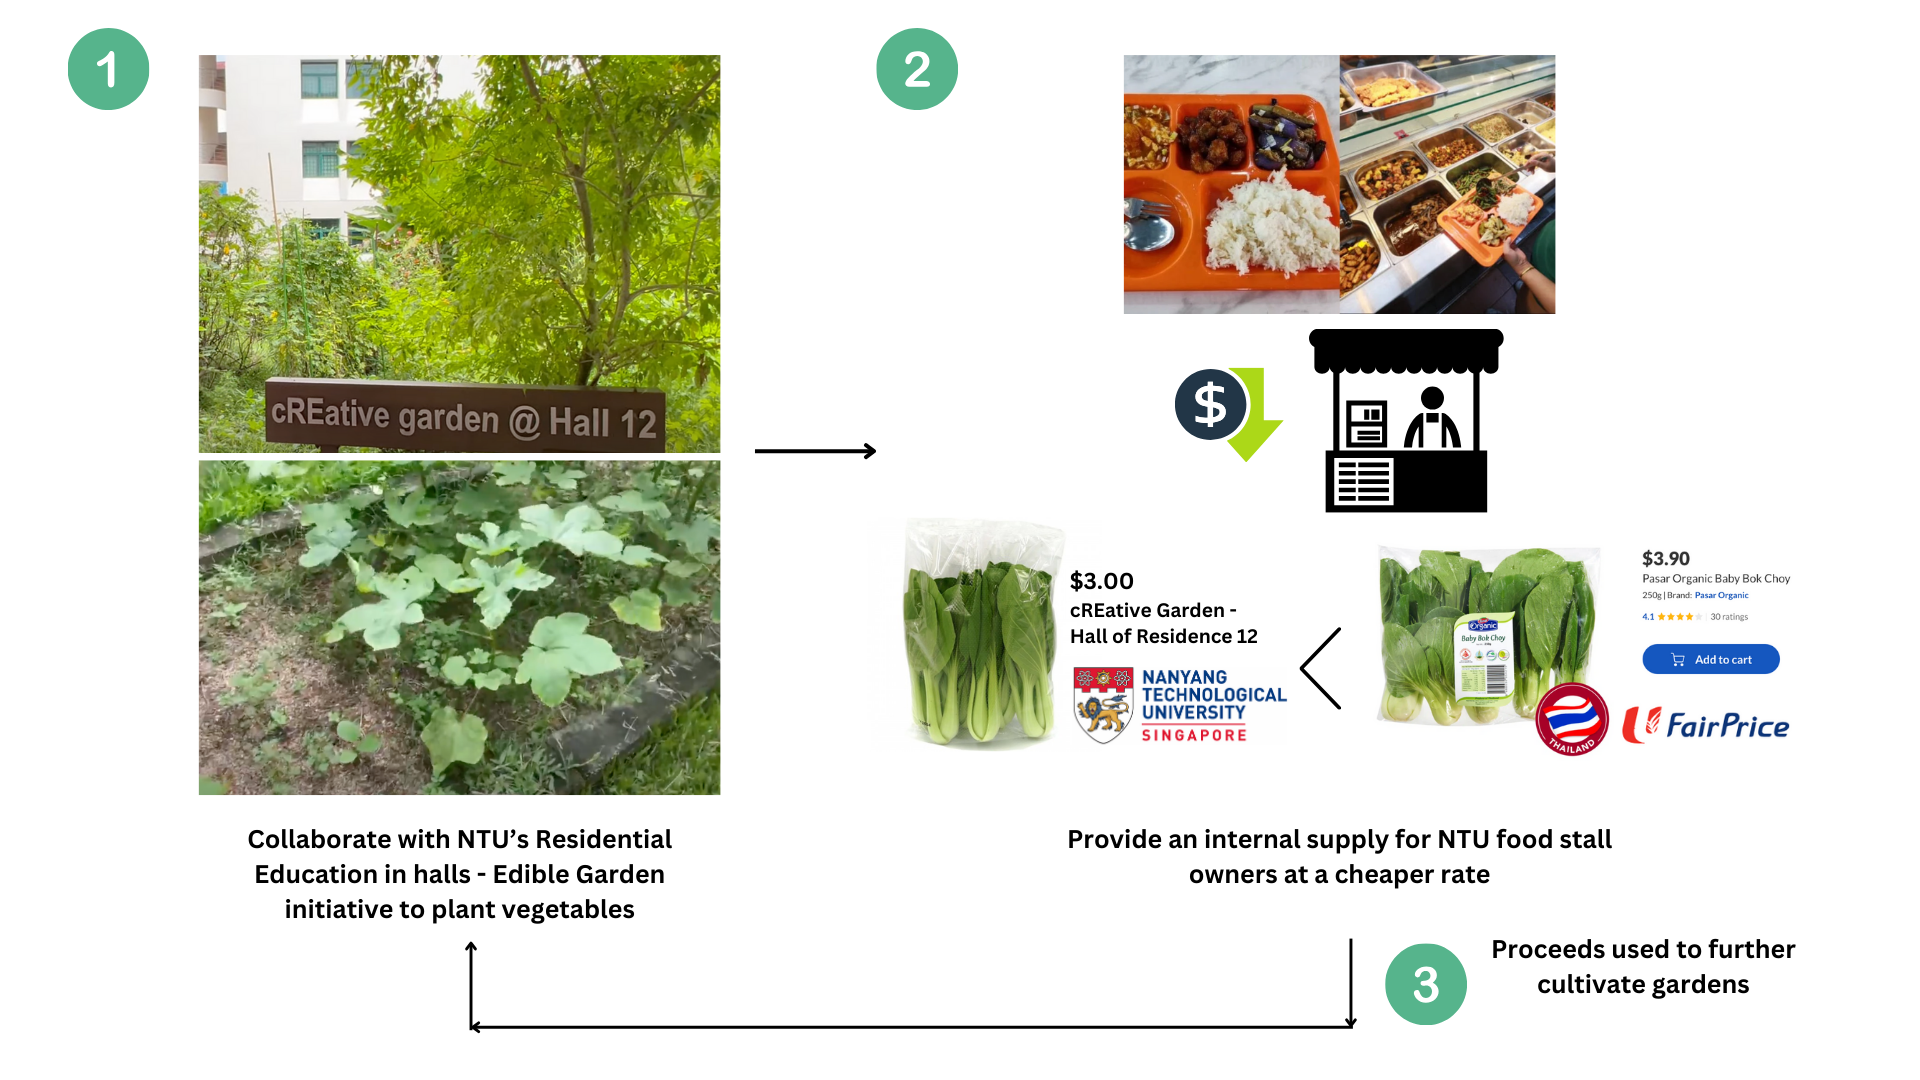 1
cREative garden @ Hall 12
Collaborate with NTU’s Residential
Education in halls - Edible Garden
initiative to plant vegetables
2
$
$3.00
cREative Garden -
Hall of Residence 12
NANYANG
TECHNOLOGICAL
UNIVERSITY
SINGAPORE
Organic
Baby Bok Choy
THAILAND
$3.90
Pasar Organic Baby Bok Choy
250g | Brand: Pasar Organic
4.1 30 ratings
Add to cart
FairPrice
Provide an internal supply for NTU food stall
owners at a cheaper rate
3
Proceeds used to further
cultivate gardens